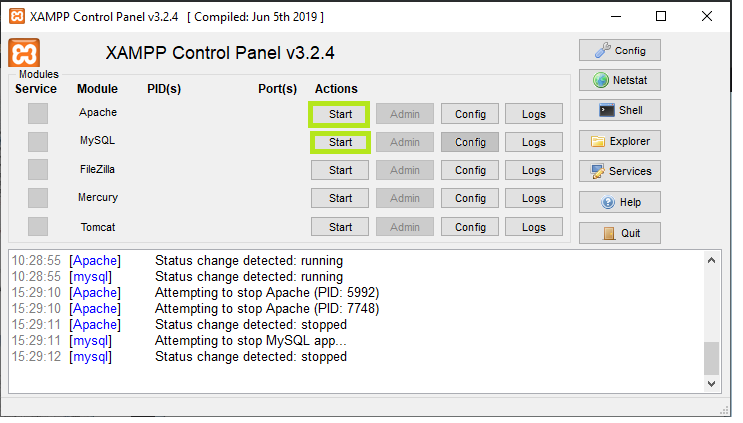 XAMPP Control Panel v3.2.4 [ Compiled: Jun 5th 2019 ]
XAMPP Control Panel v3.2.4
Config
Modules
Service Module PID(s) Port(s) Actions
Netstat
Apache Start Admin Config Logs
Shell
MySQL Start Admin Config Logs
Explorer
FileZilla Start Admin Config Logs
Services
Mercury Start Admin Config Logs
Help
Tomcat Start Admin Config Logs
Quit
10:28:55 [Apache] Status change detected: running
10:28:55 [mysql] Status change detected: running
15:29:10 [Apache] Attempting to stop Apache (PID: 5992)
15:29:10 [Apache] Attempting to stop Apache (PID: 7748)
15:29:11 [Apache] Status change detected: stopped
15:29:11 [mysql] Attempting to stop MySQL app...
15:29:12 [mysql] Status change detected: stopped